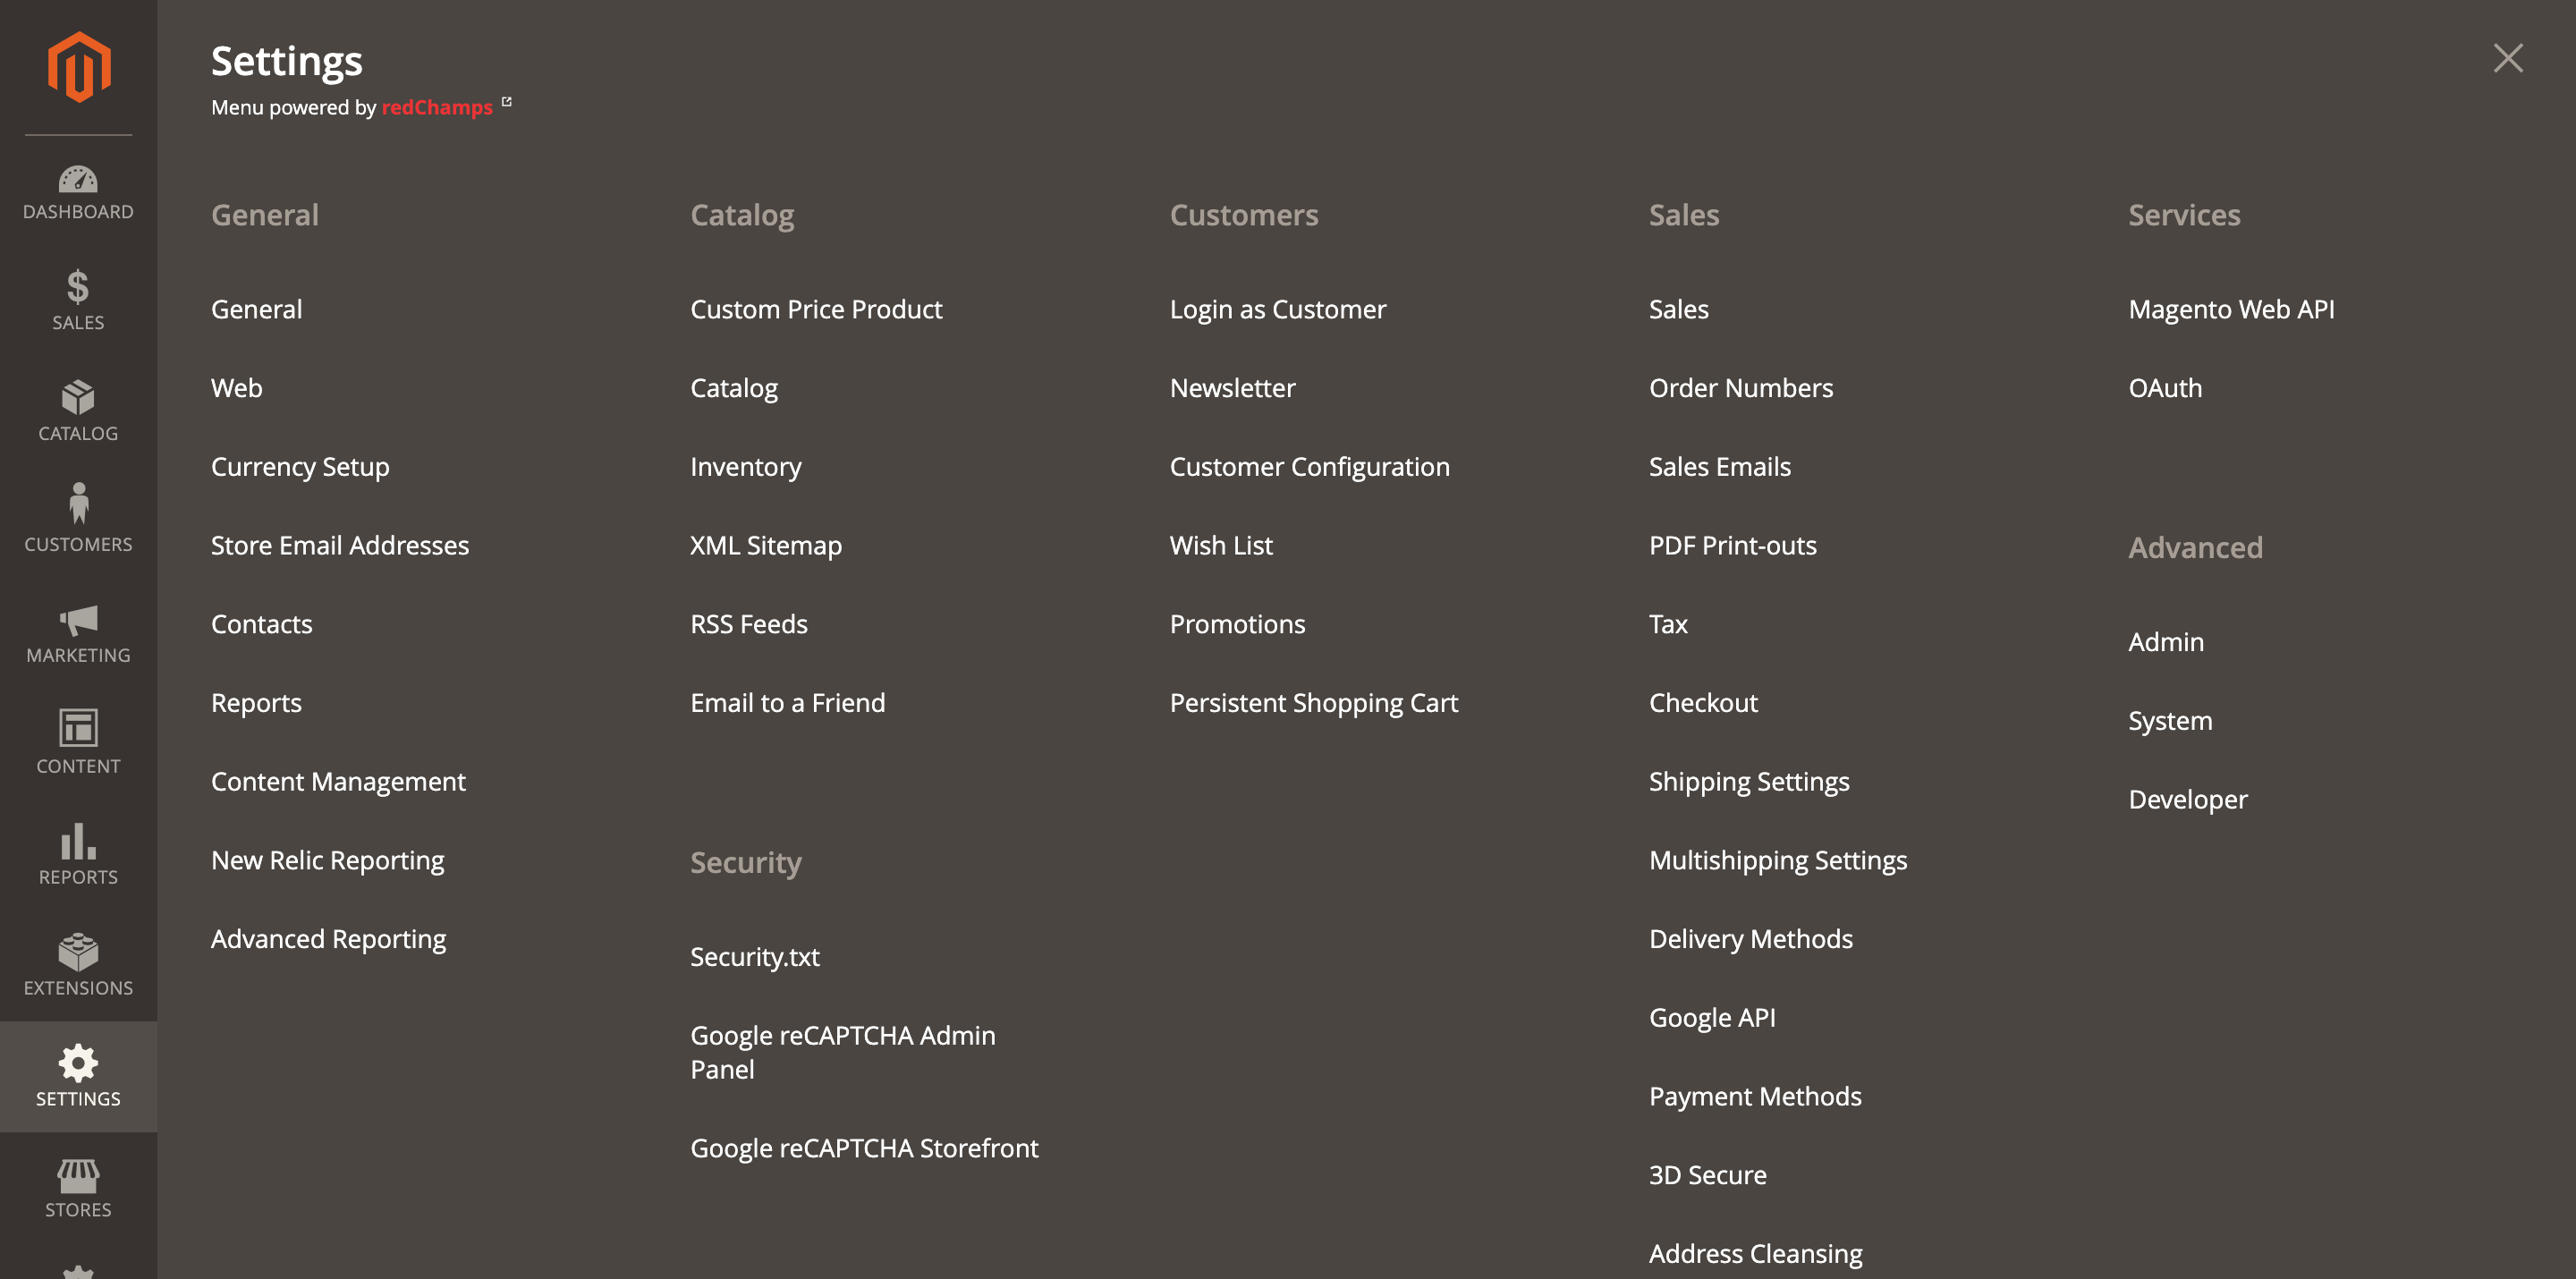 DASHBOARD
SALES
CATALOG
CUSTOMERS
MARKETING
CONTENT
REPORTS
EXTENSIONS
SETTINGS
STORES
Settings
Menu powered by redChamps
General
General
Web
Currency Setup
Store Email Addresses
Contacts
Reports
Content Management
New Relic Reporting
Advanced Reporting
Catalog
Custom Price Product
Catalog
Inventory
XML Sitemap
RSS Feeds
Email to a Friend
Security
Security.txt
Google reCAPTCHA Admin
Panel
Google reCAPTCHA Storefront
Customers
Login as Customer
Newsletter
Customer Configuration
Wish List
Promotions
Persistent Shopping Cart
Sales
Sales
Order Numbers
Sales Emails
PDF Print-outs
Tax
Checkout
Shipping Settings
Multishipping Settings
Delivery Methods
Google API
Payment Methods
3D Secure
Address Cleansing
Services
Magento Web API
OAuth
Advanced
Admin
System
Developer